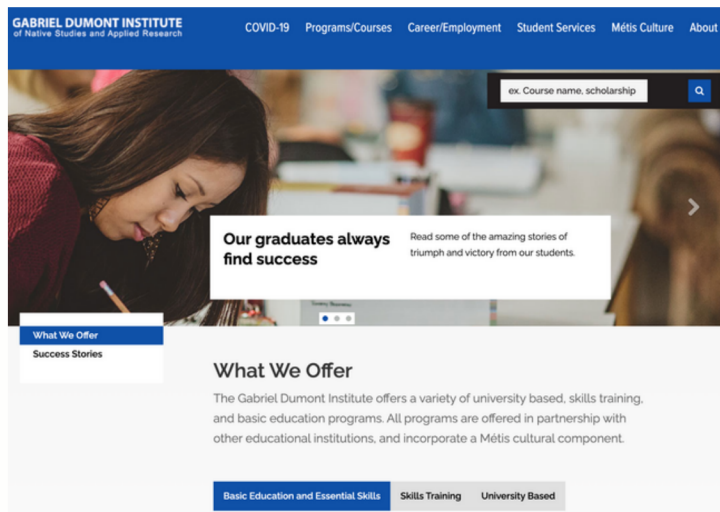 GABRIEL DUMONT INSTITUTE
of Native Studies and Applied Research
COVID-19 Programs/Courses Career/Employment Student Services Métis Culture About
ex. Course name, scholarship
Our graduates always
find success
Read some of the amazing stories of
triumph and victory from our students.
What We Offer
Success Stories
What We Offer
The Gabriel Dumont Institute offers a variety of university based, skills training,
and basic education programs. All programs are offered in partnership with
other educational institutions, and incorporate a Métis cultural component.
Basic Education and Essential Skills Skills Training University Based